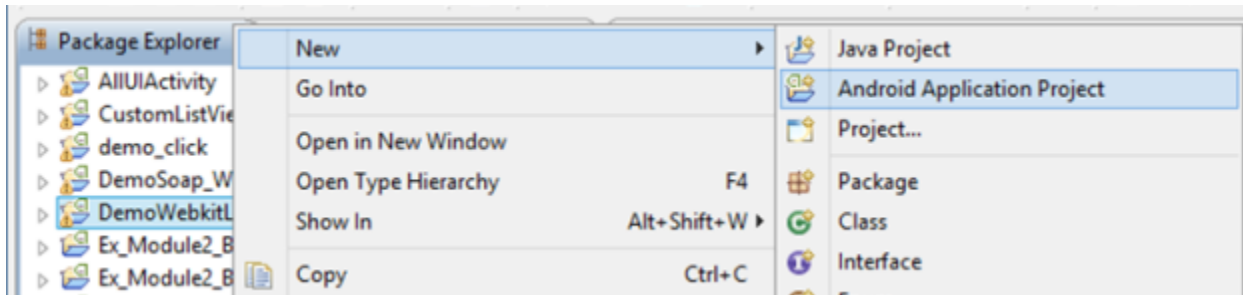 Package Explorer
AllUIActivity
CustomListVie
demo_click
DemoSoap_W
DemoWebkitL
Ex_Module2_B
Ex_Module2_B
New
Go Into
Open in New Window
Open Type Hierarchy F4
Show In Alt+Shift+W
Copy Ctrl+C
Java Project
Android Application Project
Project...
Package
Class
Interface